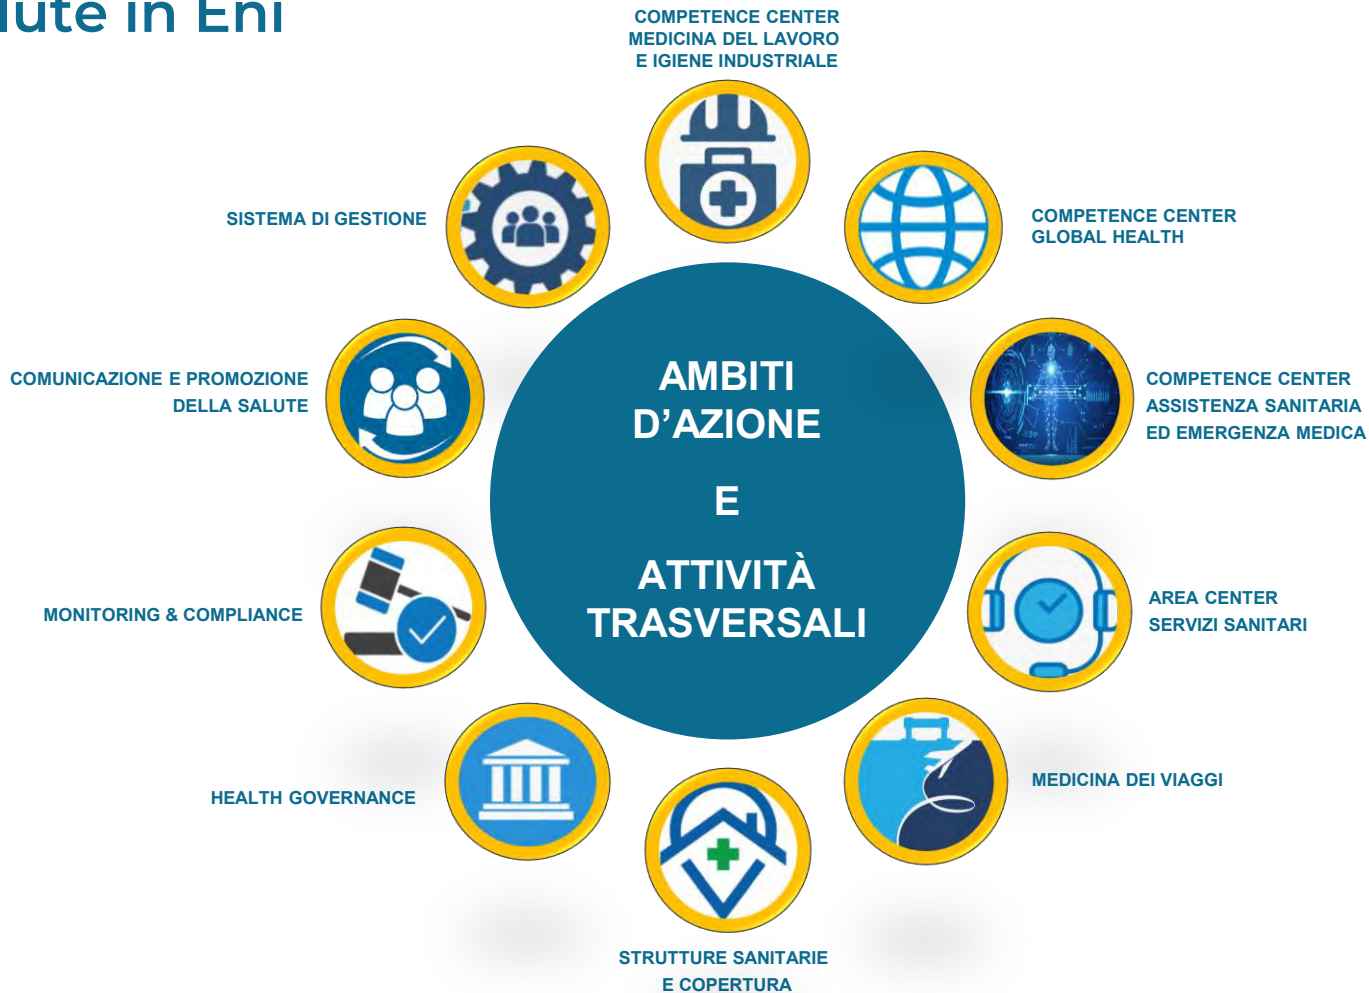 lute in Eni
COMPETENCE CENTER
MEDICINA DEL LAVORO
E IGIENE INDUSTRIALE
SISTEMA DI GESTIONE
COMPETENCE CENTER
GLOBAL HEALTH
COMUNICAZIONE E PROMOZIONE
DELLA SALUTE
AMBITI
D’AZIONE
E
ATTIVITÀ
TRASVERSALI
COMPETENCE CENTER
ASSISTENZA SANITARIA
ED EMERGENZA MEDICA
MONITORING & COMPLIANCE
AREA CENTER
SERVIZI SANITARI
HEALTH GOVERNANCE
MEDICINA DEI VIAGGI
STRUTTURE SANITARIE
E COPERTURA